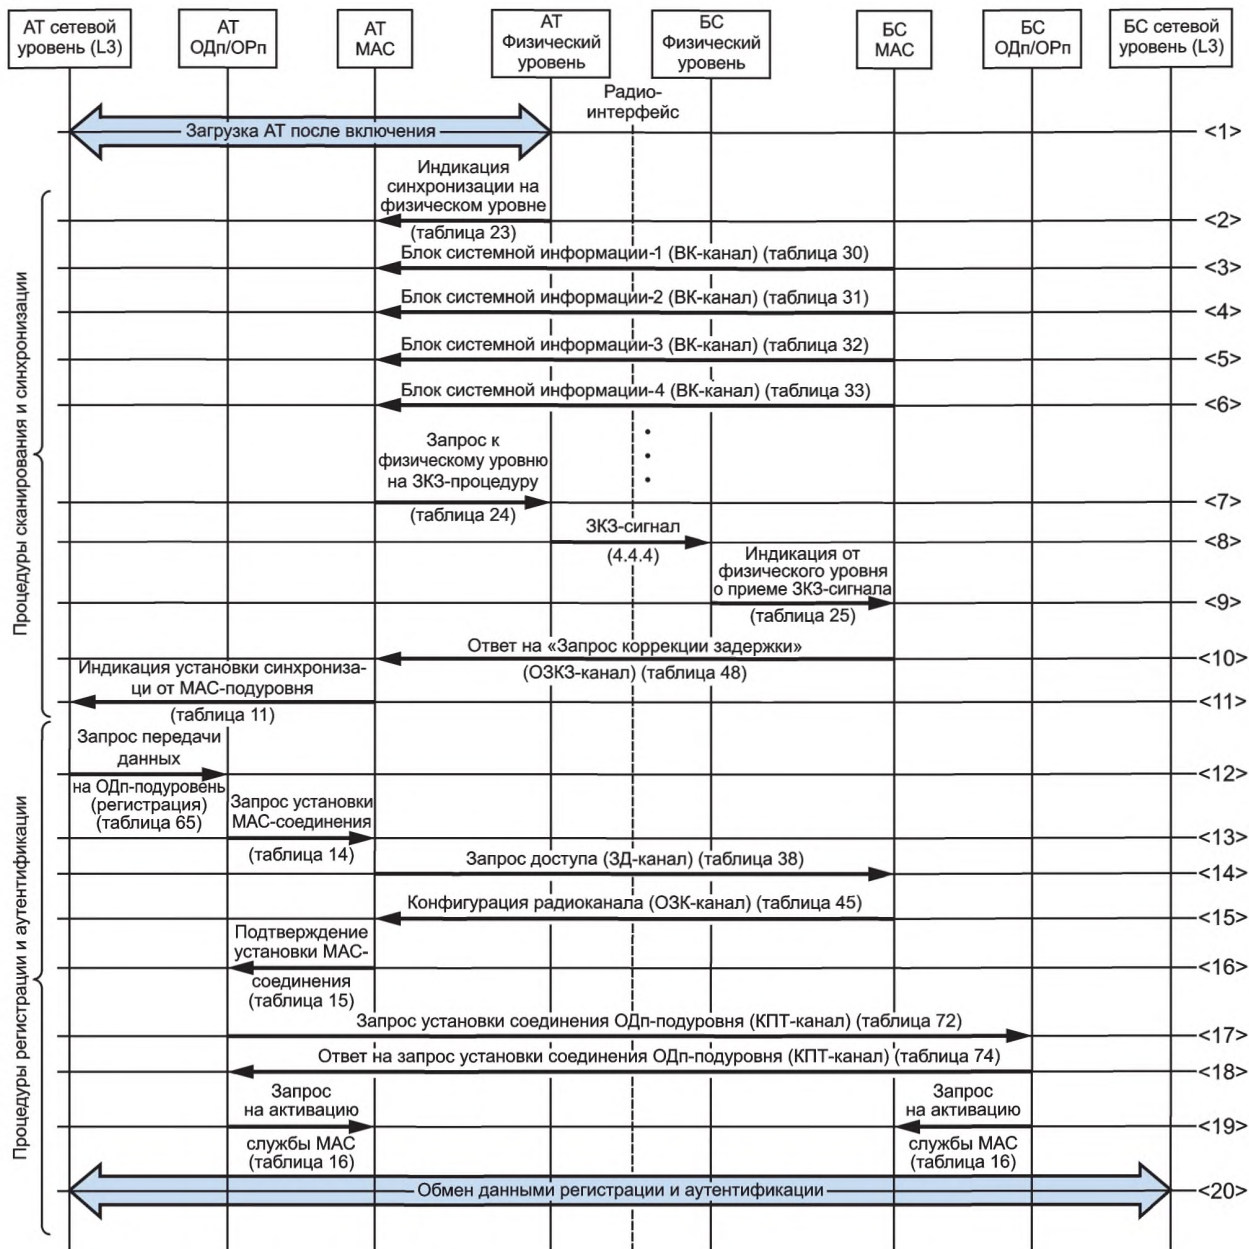 АТ сетевой
уровень (L3)
АТ
ОДп/ОРп
АТ
МАС
АТ
Физический
уровень
БС
Физический
уровень
БС
МАС
БС
ОДп/ОРп
БС сетевой
уровень (L3)
Радио-
интерфейс
Загрузка АТ после включения
<1>
Процедуры сканирования и синхронизации
Индикация
синхронизации на
физическом уровне
(таблица 23)
<2>
Блок системной информации-1 (ВК-канал) (таблица 30)
<3>
Блок системной информации-2 (ВК-канал) (таблица 31)
<4>
Блок системной информации-3 (ВК-канал) (таблица 32)
<5>
Блок системной информации-4 (ВК-канал) (таблица 33)
<6>
Запрос к
физическому уровню
на ЗКЗ-процедуру
(таблица 24)
<7>
ЗКЗ-сигнал
(4.4.4)
<8>
Индикация от
физического уровня
о приеме ЗКЗ-сигнала
(таблица 25)
<9>
Ответ на «Запрос коррекции задержки»
(ОЗКЗ-канал) (таблица 48)
<10>
Индикация установки синхрониза-
ци от МАС-подуровня
(таблица 11)
<11>
Процедуры регистрации и аутентификации
Запрос передачи
данных
на ОДп-подуровень
(регистрация)
(таблица 65)
<12>
Запрос установки
МАС-соединения
(таблица 14)
<13>
Запрос доступа (ЗД-канал) (таблица 38)
<14>
Конфигурация радиоканала (ОЗК-канал) (таблица 45)
<15>
Подтверждение
установки МАС-
соединения
(таблица 15)
<16>
Запрос установки соединения ОДп-подуровня (КПТ-канал) (таблица 72)
<17>
Ответ на запрос установки соединения ОДп-подуровня (КПТ-канал) (таблица 74)
<18>
Запрос
на активацию
службы МАС
(таблица 16)
Запрос
на активацию
службы МАС
(таблица 16)
<19>
Обмен данными регистрации и аутентификации
<20>